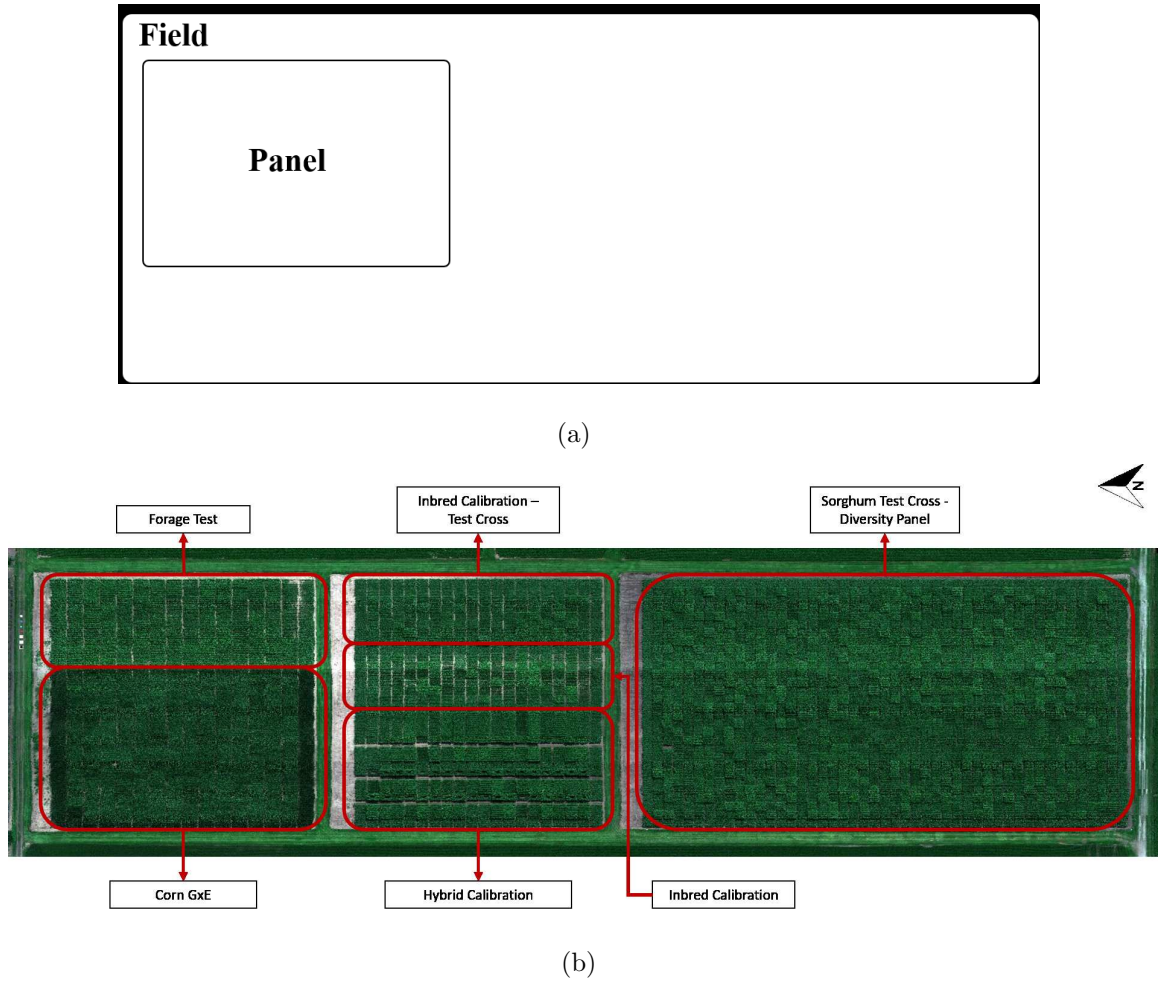 Field
Panel
(a)
N
Inbred Calibration –
Test Cross
Sorghum Test Cross -
Diversity Panel
Forage Test
Corn GxE
Hybrid Calibration
Inbred Calibration
(b)